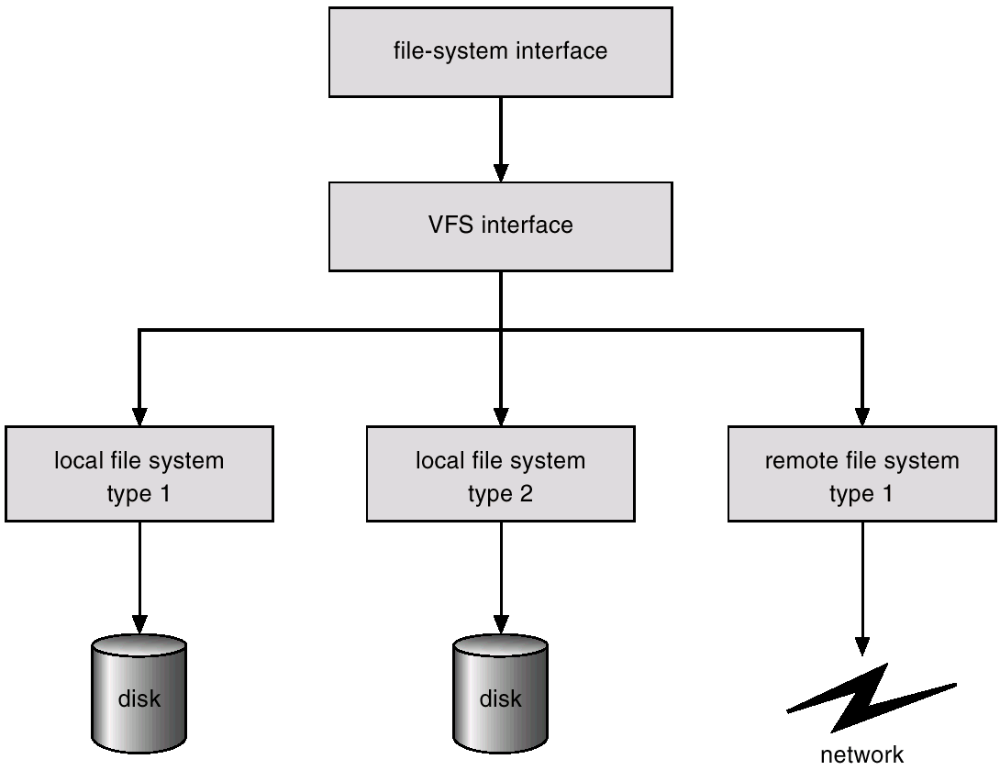 file-system interface
VFS interface
local file system
type 1
local file system
type 2
remote file system
type 1
disk
disk
network